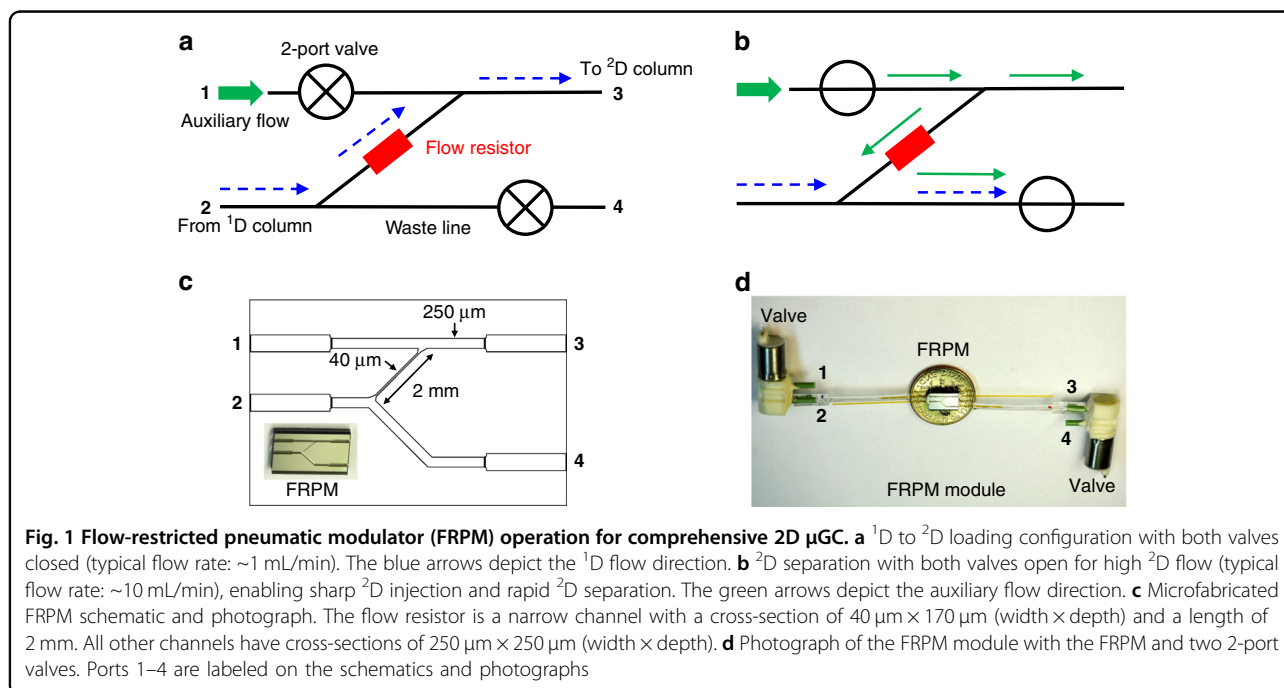 a
2-port valve
To ²D column
1
3
Auxiliary flow
Flow resistor
2
4
From ¹D column
Waste line
b
c
250 μm
1
3
40 μm
2 mm
2
4
FRPM
d
Valve
FRPM
1
3
2
4
FRPM module
Valve
Fig. 1 Flow-restricted pneumatic modulator (FRPM) operation for comprehensive 2D μGC. a ¹D to ²D loading configuration with both valves
closed (typical flow rate: ~1 mL/min). The blue arrows depict the ¹D flow direction. b ²D separation with both valves open for high ²D flow (typical
flow rate: ~10 mL/min), enabling sharp ²D injection and rapid ²D separation. The green arrows depict the auxiliary flow direction. c Microfabricated
FRPM schematic and photograph. The flow resistor is a narrow channel with a cross-section of 40 μm × 170 μm (width × depth) and a length of
2 mm. All other channels have cross-sections of 250 μm × 250 μm (width × depth). d Photograph of the FRPM module with the FRPM and two 2-port
valves. Ports 1–4 are labeled on the schematics and photographs